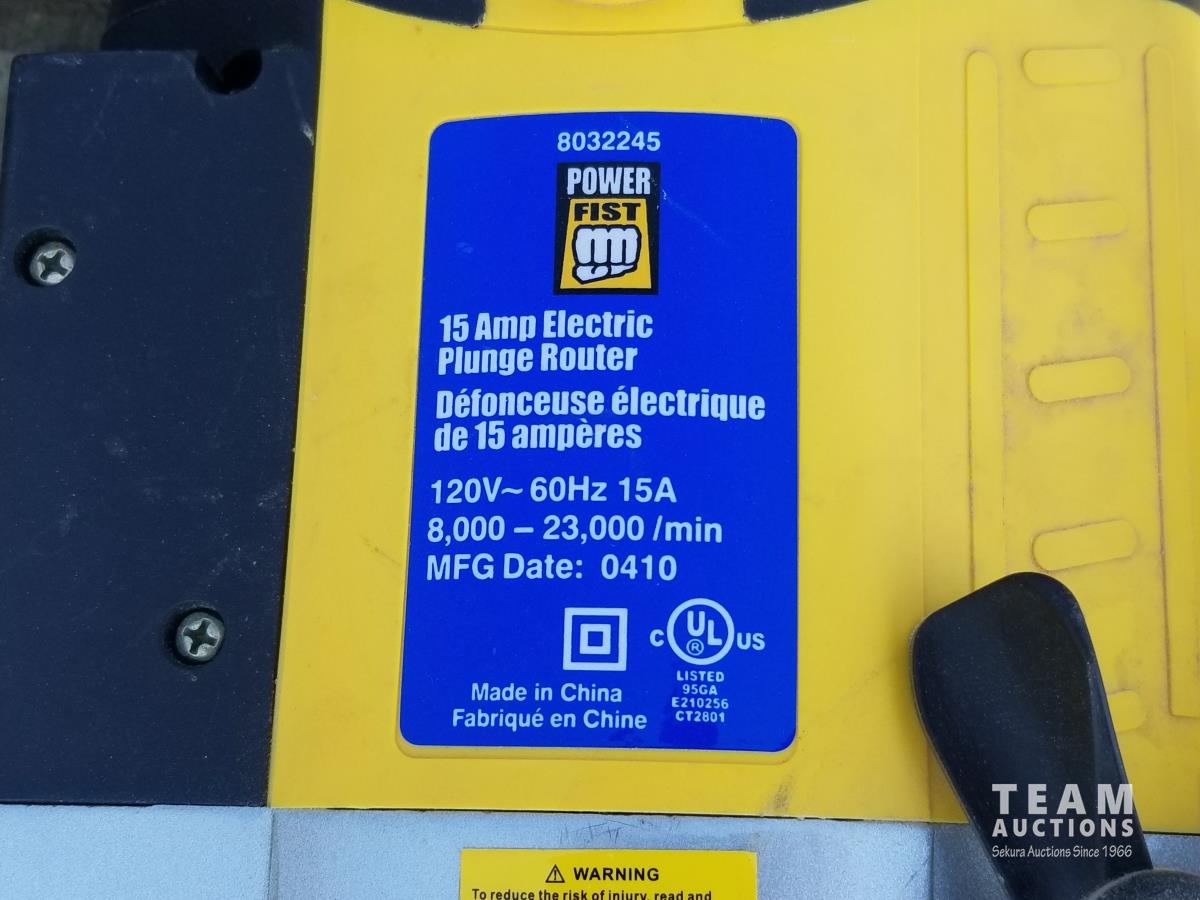 8032245
POWER
FIST
15 Amp Electric
Plunge Router
Défonceuse électrique
de 15 ampères
120V~ 60Hz 15A
8,000 – 23,000 /min
MFG Date: 0410
C UL US
®
LISTED
95GA
E210256
CT2801
Made in China
Fabriqué en Chine
⚠ WARNING
To reduce the risk of injury, read and
TEAM
AUCTIONS
Sekura Auctions Since 1966